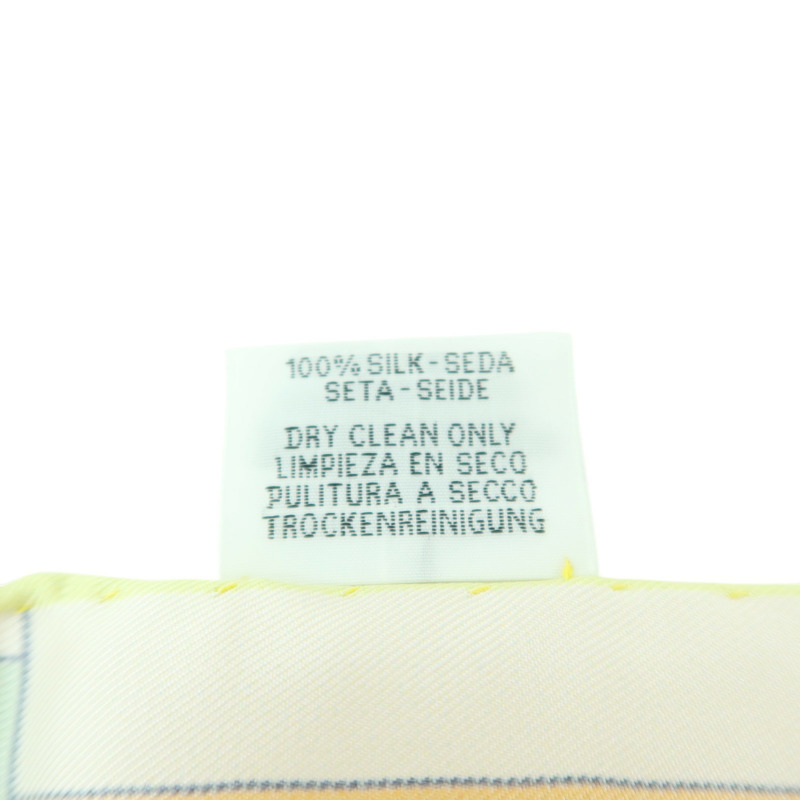 100% SILK - SEDA
SETA - SEIDE
DRY CLEAN ONLY
LIMPIEZA EN SECO
PULITURA A SECCO
TROCKENREINIGUNG